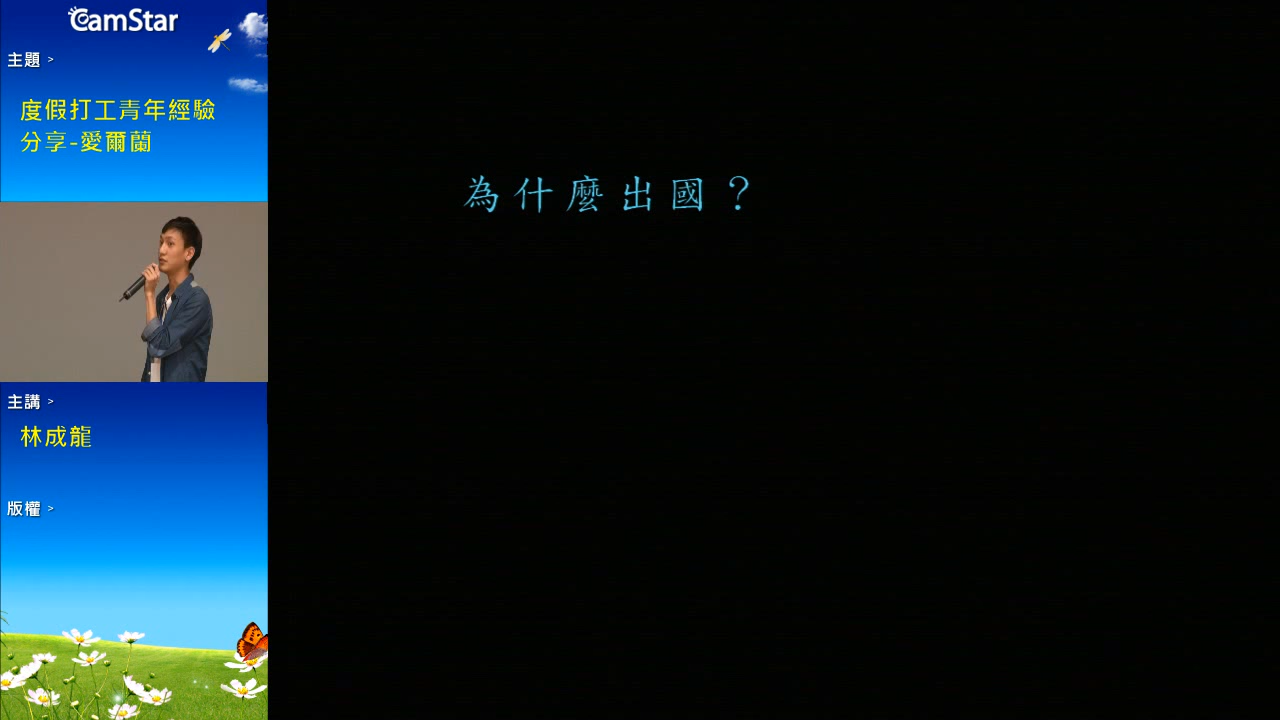 CamStar
主題 >
度假打工青年經驗
分享-愛爾蘭
為什麼出國？
主講 >
林成龍
版權 >